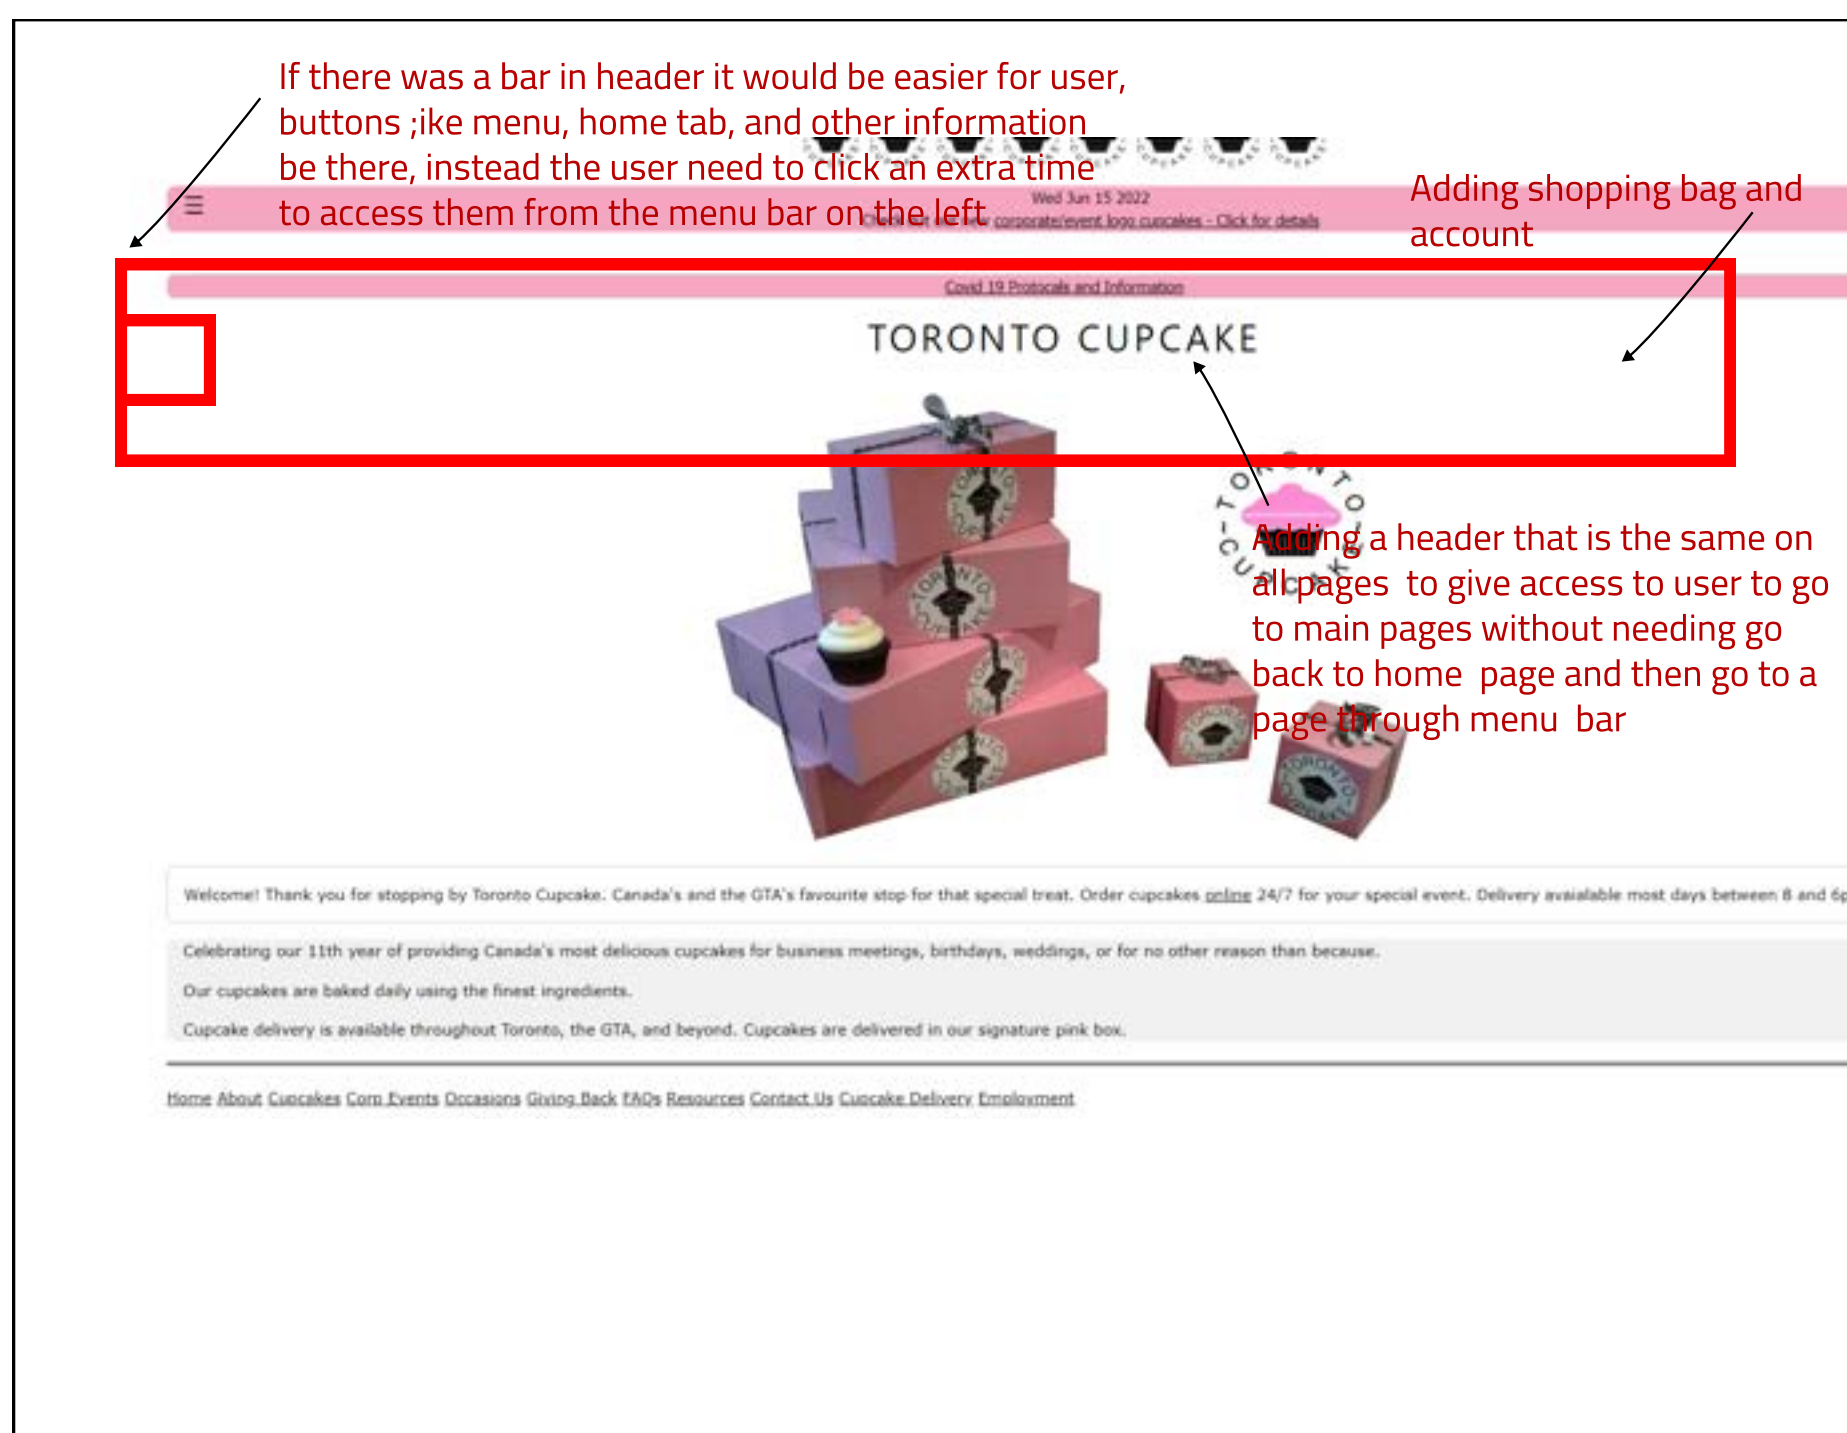 If there was a bar in header it would be easier for user,
buttons ;ike menu, home tab, and other information
be there, instead the user need to click an extra time
to access them from the menu bar on the left
Wed Jun 15 2022
Check out our new corporate/event logo cupcakes - Click for details
Adding shopping bag and
account
Covid 19 Protocals and Information
TORONTO CUPCAKE
TORONTO
CUPCAKE
Adding a header that is the same on
all pages  to give access to user to go
to main pages without needing go
back to home  page and then go to a
page through menu  bar
Welcome! Thank you for stopping by Toronto Cupcake. Canada's and the GTA's favourite stop for that special treat. Order cupcakes online 24/7 for your special event. Delivery avaialable most days between 8 and 6p
Celebrating our 11th year of providing Canada's most delicious cupcakes for business meetings, birthdays, weddings, or for no other reason than because.
Our cupcakes are baked daily using the finest ingredients.
Cupcake delivery is available throughout Toronto, the GTA, and beyond. Cupcakes are delivered in our signature pink box.
Home About Cupcakes Corp Events Occasions Giving Back FAQs Resources Contact Us Cupcake Delivery Employment